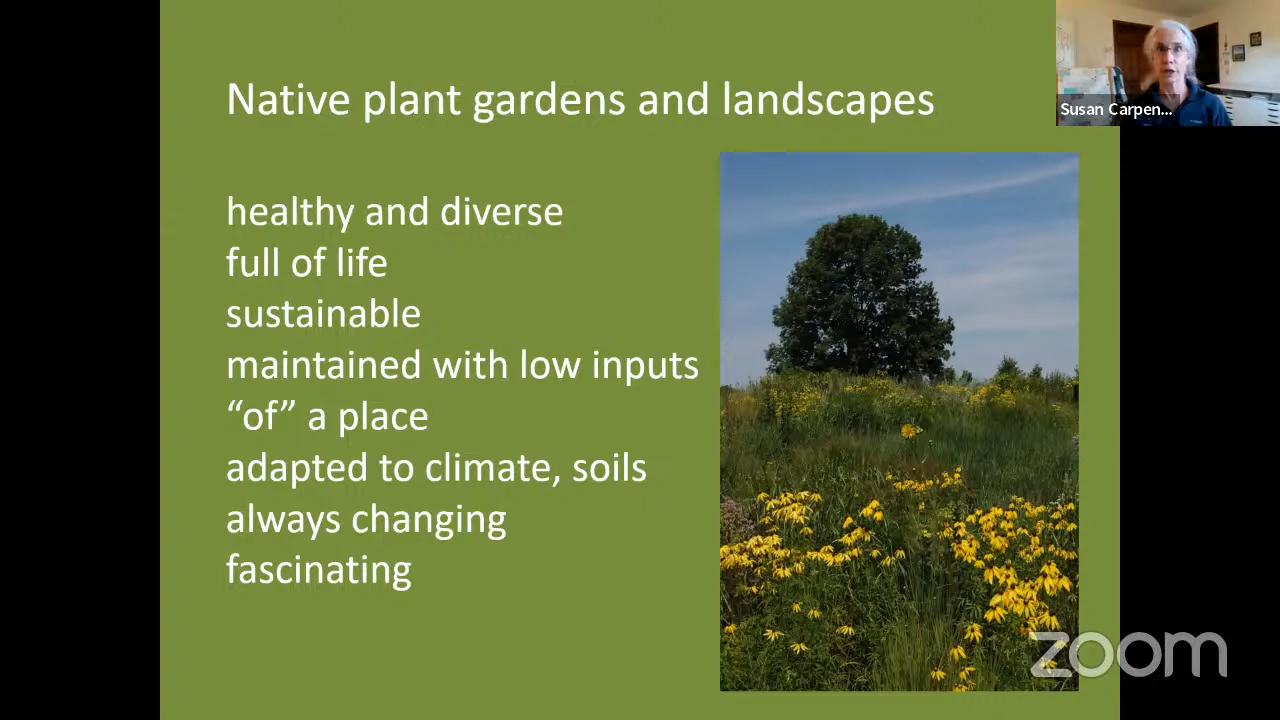 Native plant gardens and landscapes
Susan Carpen...
healthy and diverse
full of life
sustainable
maintained with low inputs
“of” a place
adapted to climate, soils
always changing
fascinating
zoom